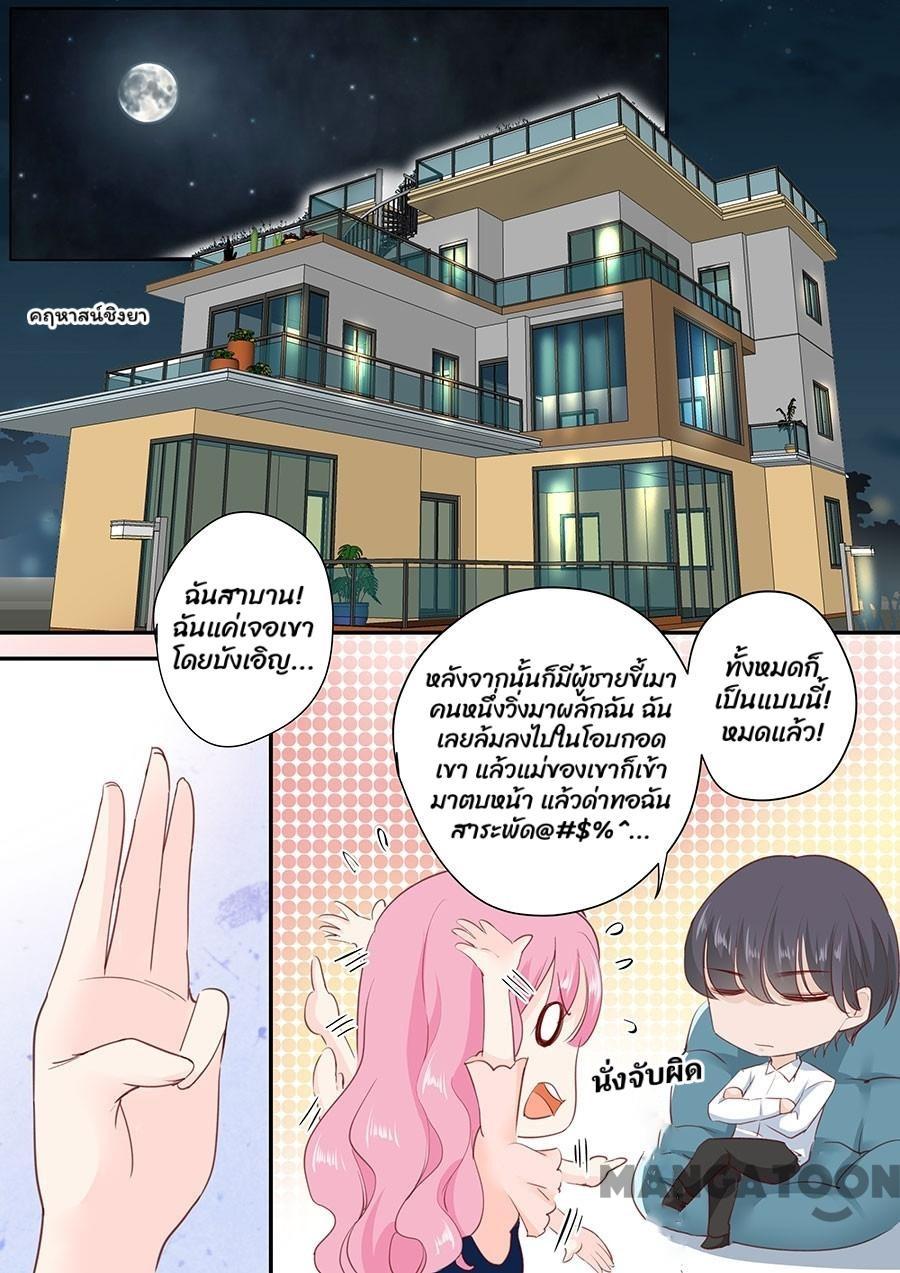 คฤหาสน์ชิงยา
ฉันสาบาน!
ฉันแค่เจอเขา
โดยบังเอิญ...
หลังจากนั้นก็มีผู้ชายขี้เมา
คนหนึ่งวิ่งมาผลักฉัน ฉัน
เลยล้มลงไปในโอบกอด
เขา แล้วแม่ของเขาก็เข้า
มาตบหน้า แล้วด่าทอฉัน
สาระพัด@#$%^...
ทั้งหมดก็
เป็นแบบนี้!
หมดแล้ว!
นั่งจับผิด
MANGATOON